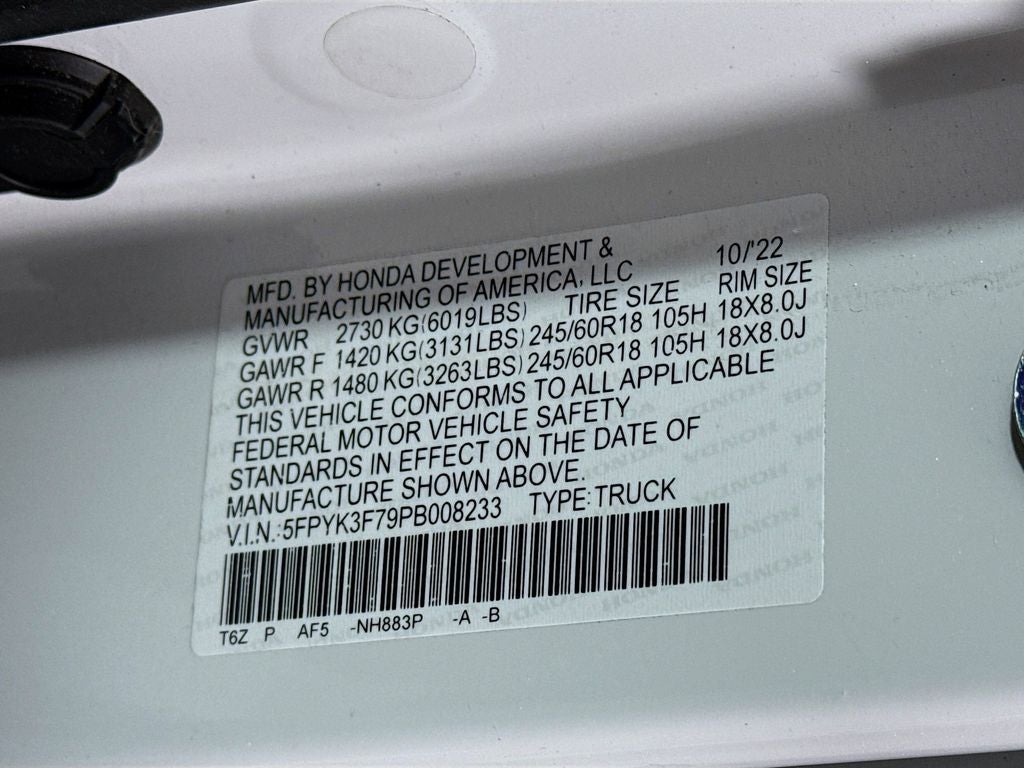 MFD. BY HONDA DEVELOPMENT & 10/'22
MANUFACTURING OF AMERICA, LLC RIM SIZE
GVWR 2730 KG(6019LBS) TIRE SIZE
GAWR F 1420 KG(3131LBS) 245/60R18 105H 18X8.0J
GAWR R 1480 KG(3263LBS) 245/60R18 105H 18X8.0J
THIS VEHICLE CONFORMS TO ALL APPLICABLE
FEDERAL MOTOR VEHICLE SAFETY
STANDARDS IN EFFECT ON THE DATE OF
MANUFACTURE SHOWN ABOVE.
V.I.N.:5FPYK3F79PB008233 TYPE:TRUCK
T6Z P AF5 -NH883P -A -B